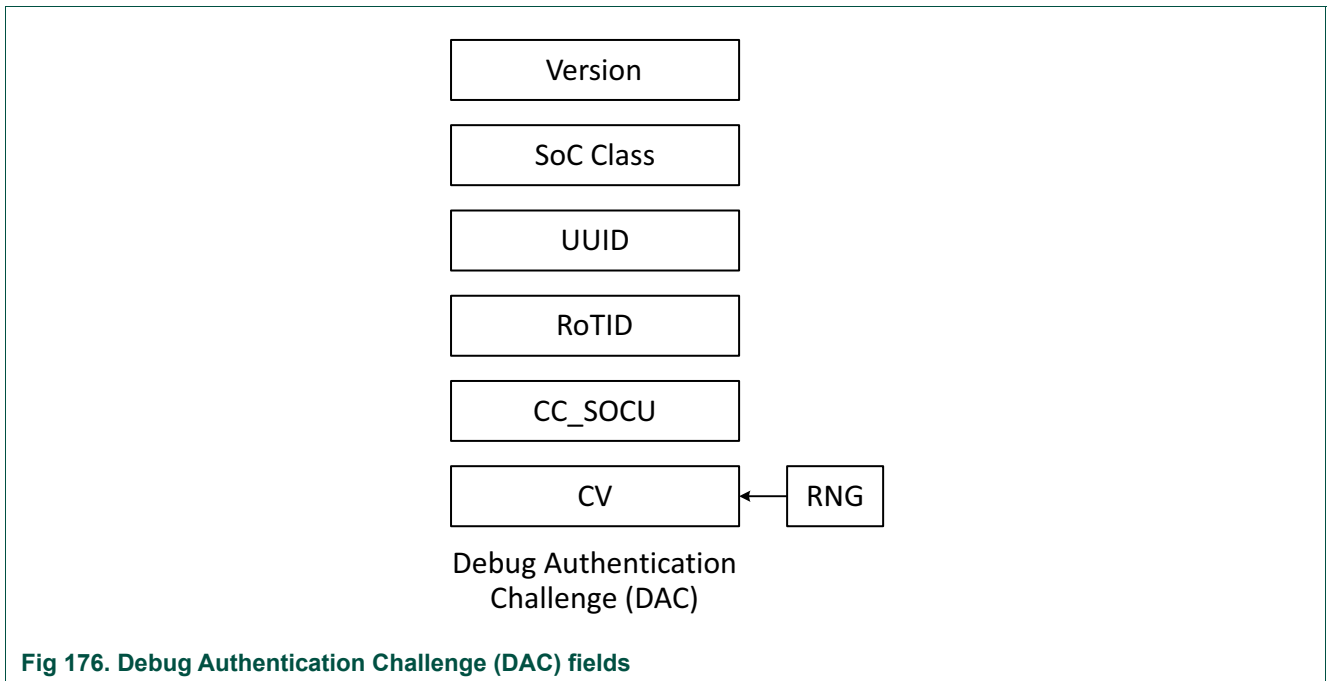 Version
SoC Class
UUID
RoTID
CC_SOCU
CV
RNG
Debug Authentication
Challenge (DAC)
Fig 176. Debug Authentication Challenge (DAC) fields